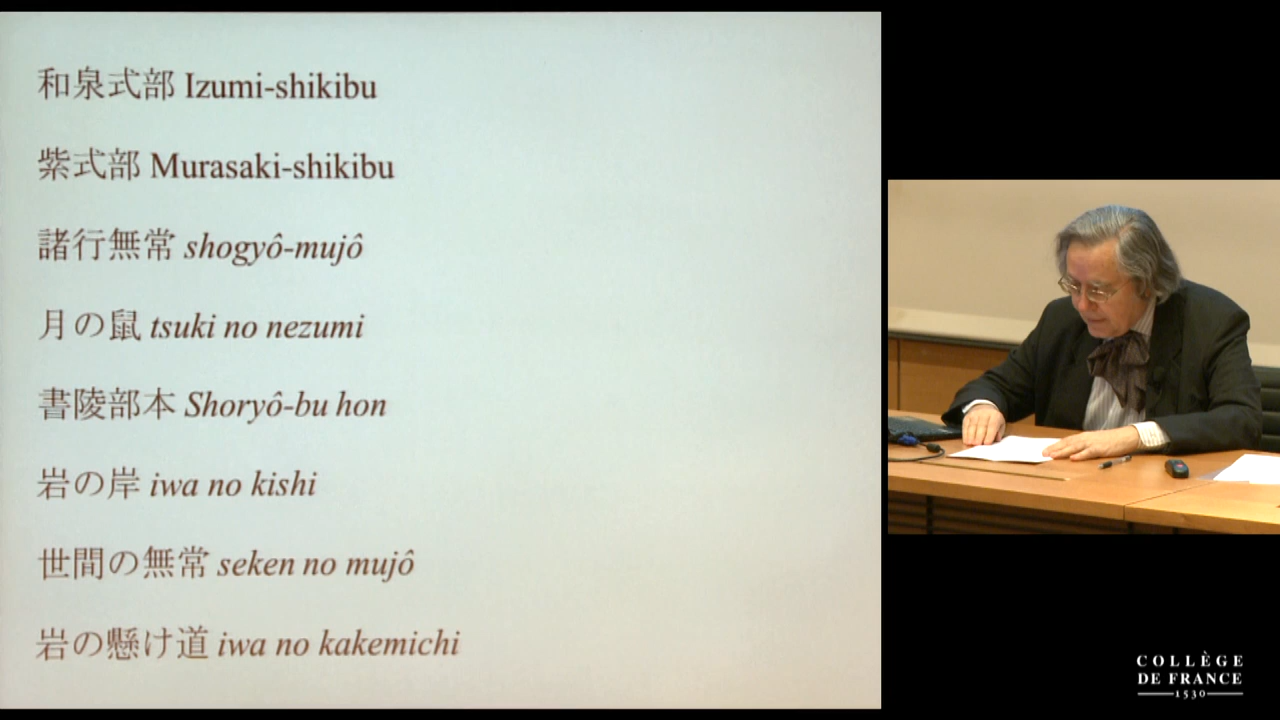 和泉式部 Izumi-shikibu
紫式部 Murasaki-shikibu
諸行無常 shogyô-mujô
月の鼠 tsuki no nezumi
書陵部本 Shoryô-bu hon
岩の岸 iwa no kishi
世間の無常 seken no mujô
岩の懸け道 iwa no kakemichi
COLLÈGE
DE FRANCE
1530